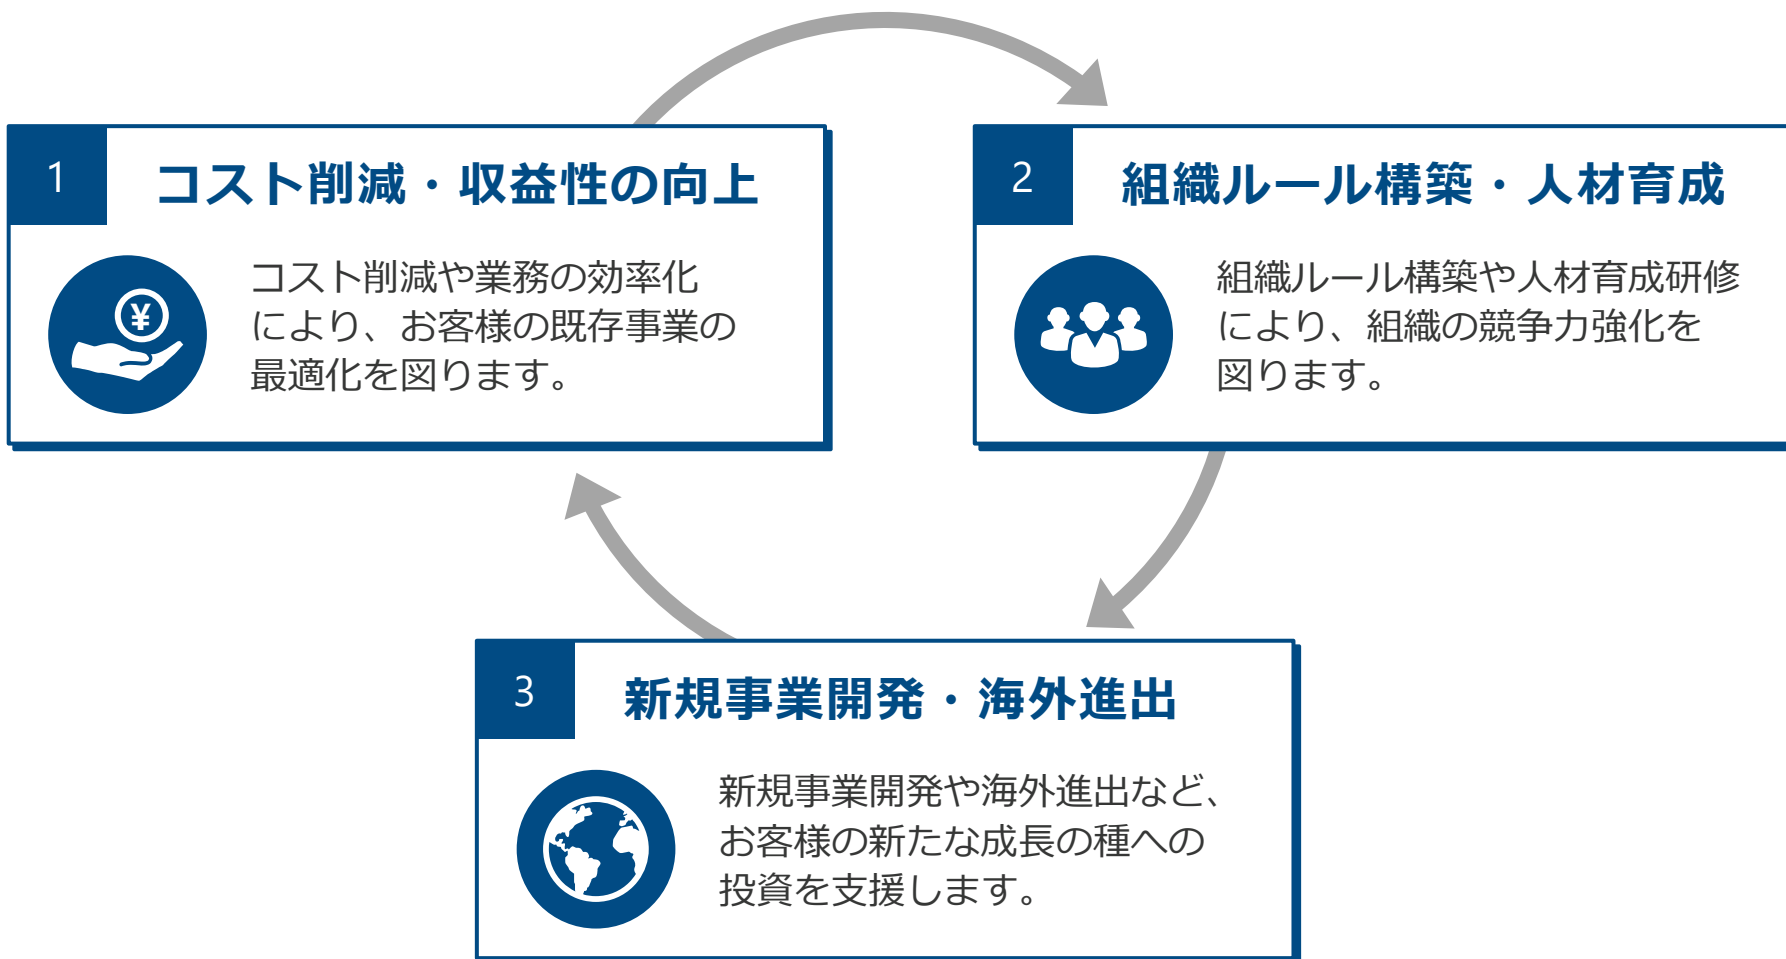 1
コスト削減・収益性の向上
¥
コスト削減や業務の効率化
により、お客様の既存事業の
最適化を図ります。
2
組織ルール構築・人材育成
組織ルール構築や人材育成研修
により、組織の競争力強化を
図ります。
3
新規事業開発・海外進出
新規事業開発や海外進出など、
お客様の新たな成長の種への
投資を支援します。